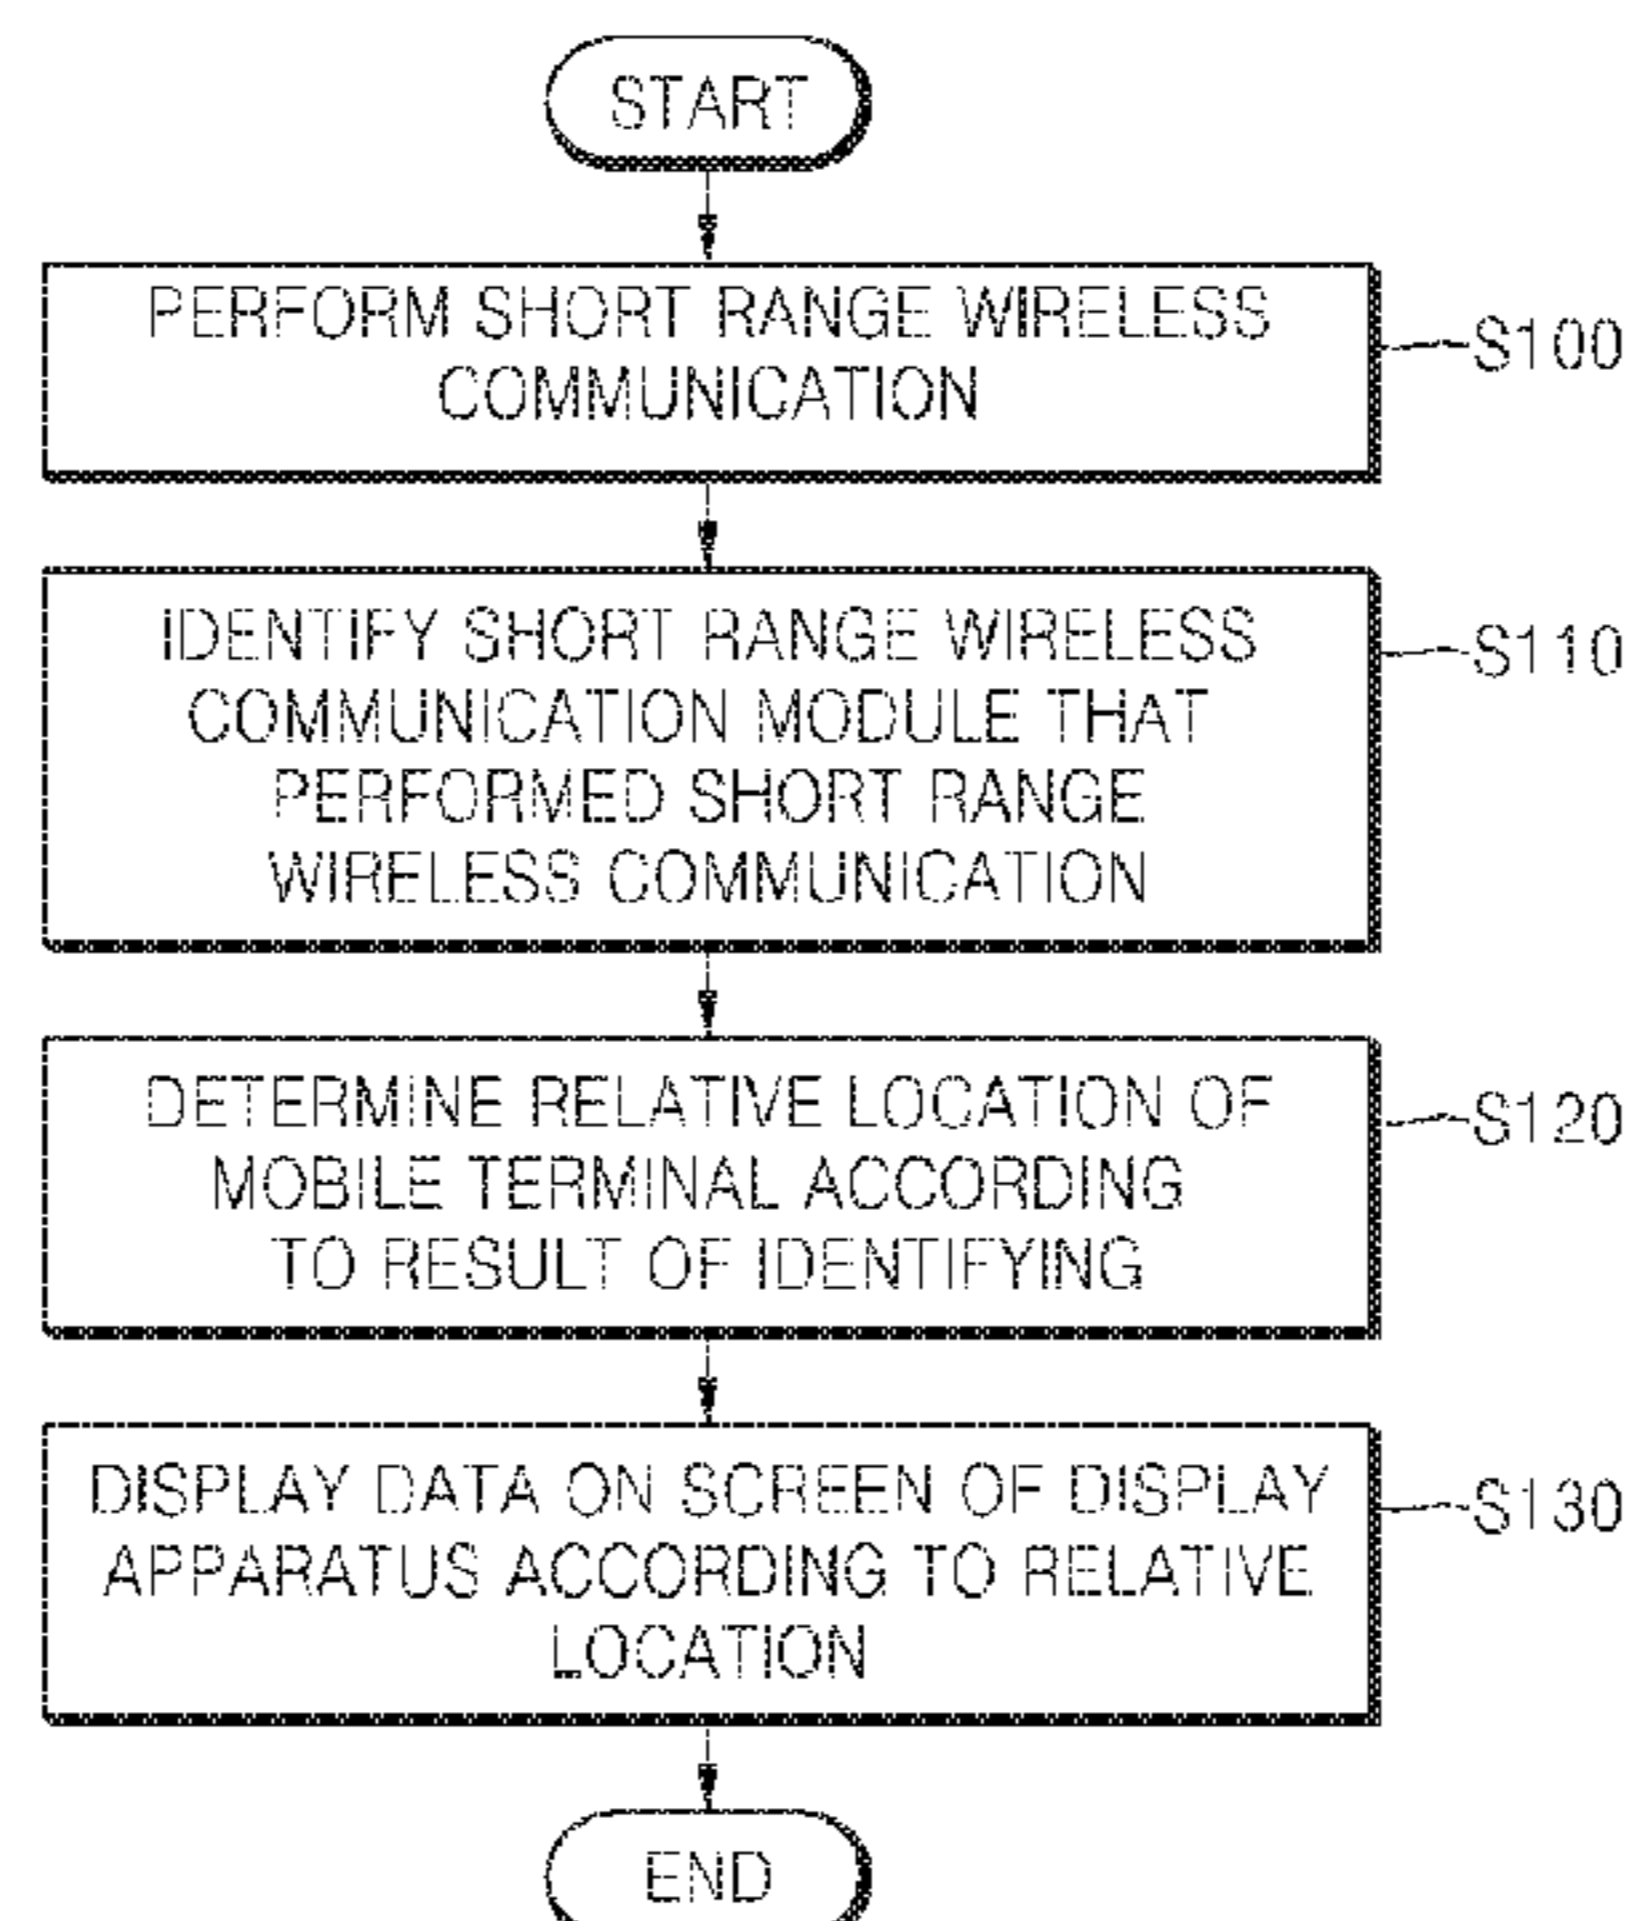 START
PERFORM SHORT RANGE WIRELESS
COMMUNICATION
S100
IDENTIFY SHORT RANGE WIRELESS
COMMUNICATION MODULE THAT
PERFORMED SHORT RANGE
WIRELESS COMMUNICATION
S110
DETERMINE RELATIVE LOCATION OF
MOBILE TERMINAL ACCORDING
TO RESULT OF IDENTIFYING
S120
DISPLAY DATA ON SCREEN OF DISPLAY
APPARATUS ACCORDING TO RELATIVE
LOCATION
S130
END